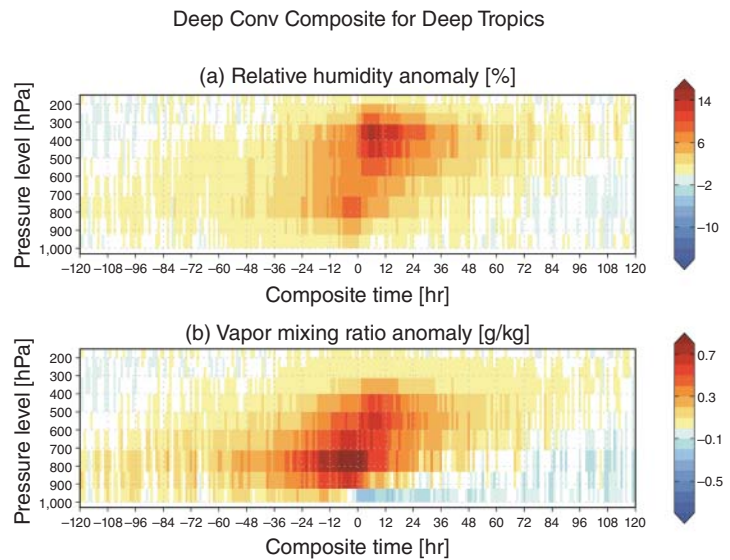 Deep Conv Composite for Deep Tropics
(a) Relative humidity anomaly [%]
Pressure level [hPa]
200
300
400
500
600
700
800
900
1,000
−120 −108 −96 −84 −72 −60 −48 −36 −24 −12 0 12 24 36 48 60 72 84 96 108 120
Composite time [hr]
14
6
−2
−10
(b) Vapor mixing ratio anomaly [g/kg]
Pressure level [hPa]
200
300
400
500
600
700
800
900
1,000
−120 −108 −96 −84 −72 −60 −48 −36 −24 −12 0 12 24 36 48 60 72 84 96 108 120
Composite time [hr]
0.7
0.3
−0.1
−0.5